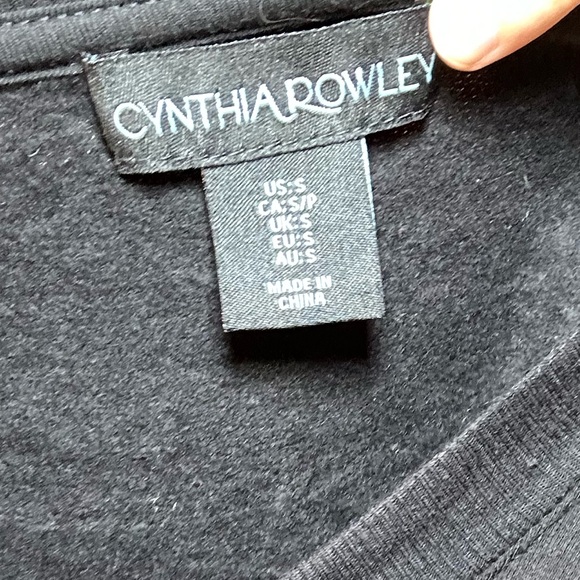 CYNTHIA ROWLEY
US:S
CA:S/P
UK:S
EU:S
AU:S
MADE IN
CHINA